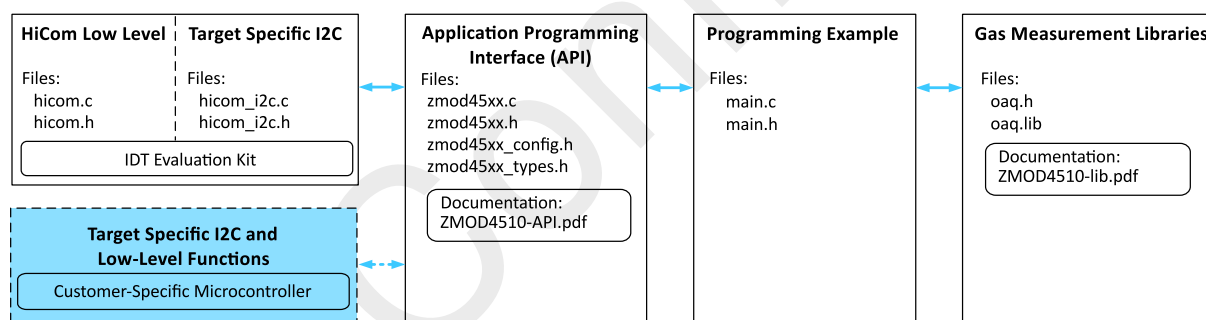 HiCom Low Level
Files:
hicom.c
hicom.h
Target Specific I2C
Files:
hicom_i2c.c
hicom_i2c.h
IDT Evaluation Kit
Target Specific I2C and
Low-Level Functions
Customer-Specific Microcontroller
Application Programming
Interface (API)
Files:
zmod45xx.c
zmod45xx.h
zmod45xx_config.h
zmod45xx_types.h
Documentation:
ZMOD4510-API.pdf
Programming Example
Files:
main.c
main.h
Gas Measurement Libraries
Files:
oaq.h
oaq.lib
Documentation:
ZMOD4510-lib.pdf
Con